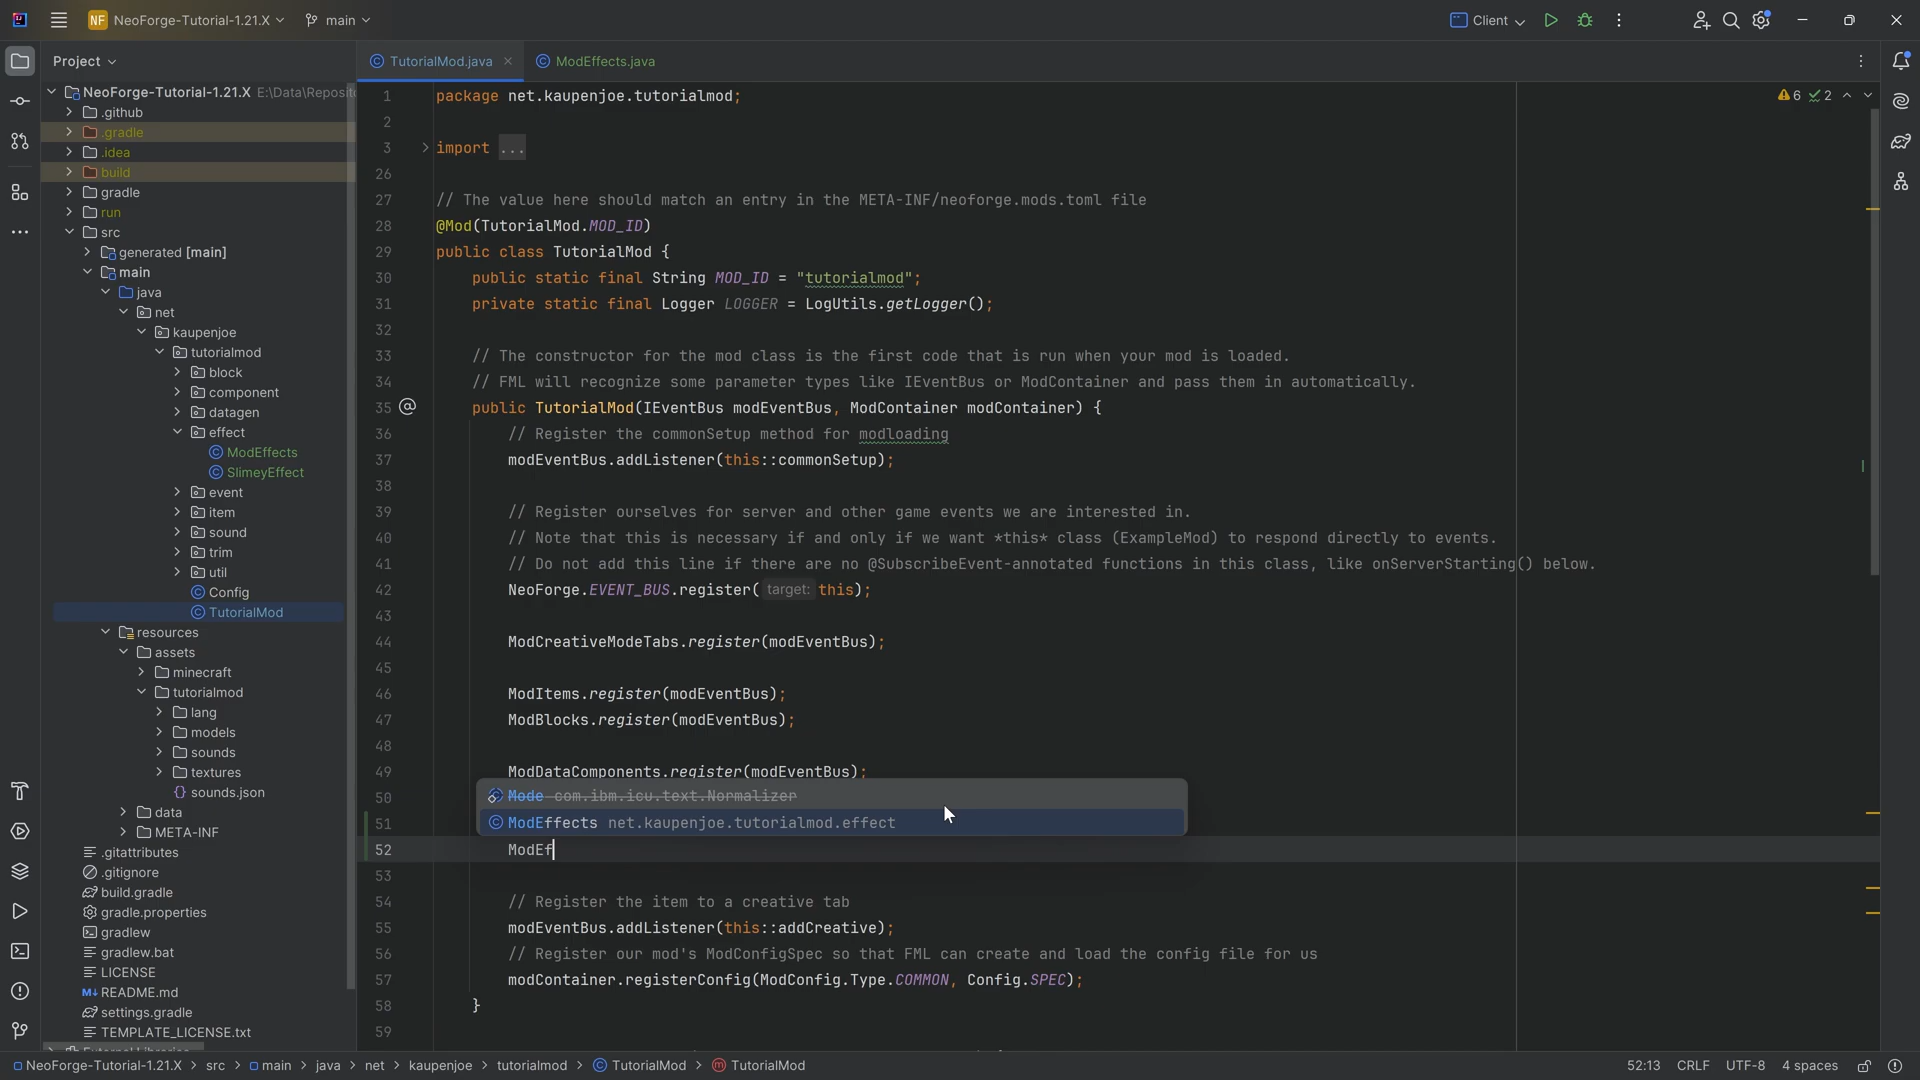 NF NeoForge-Tutorial-1.21.X main Client
Project
TutorialMod.java
ModEffects.java
NeoForge-Tutorial-1.21.X E:\Data\Reposit
.github
.gradle
.idea
build
gradle
run
src
generated [main]
main
java
net
kaupenjoe
tutorialmod
block
component
datagen
effect
ModEffects
SlimeyEffect
event
item
sound
trim
util
Config
TutorialMod
resources
assets
minecraft
tutorialmod
lang
models
sounds
textures
sounds.json
data
META-INF
.gitattributes
.gitignore
build.gradle
gradle.properties
gradlew
gradlew.bat
LICENSE
README.md
settings.gradle
TEMPLATE_LICENSE.txt
6 2
1 package net.kaupenjoe.tutorialmod;
2
3 import ...
26
27 // The value here should match an entry in the META-INF/neoforge.mods.toml file
28 @Mod(TutorialMod.MOD_ID)
29 public class TutorialMod {
30 public static final String MOD_ID = "tutorialmod";
31 private static final Logger LOGGER = LogUtils.getLogger();
32
33 // The constructor for the mod class is the first code that is run when your mod is loaded.
34 // FML will recognize some parameter types like IEventBus or ModContainer and pass them in automatically.
35 public TutorialMod(IEventBus modEventBus, ModContainer modContainer) {
36 // Register the commonSetup method for modloading
37 modEventBus.addListener(this::commonSetup);
38
39 // Register ourselves for server and other game events we are interested in.
40 // Note that this is necessary if and only if we want *this* class (ExampleMod) to respond directly to events.
41 // Do not add this line if there are no @SubscribeEvent-annotated functions in this class, like onServerStarting() below.
42 NeoForge.EVENT_BUS.register( target: this);
43
44 ModCreativeModeTabs.register(modEventBus);
45
46 ModItems.register(modEventBus);
47 ModBlocks.register(modEventBus);
48
49 ModDataComponents.register(modEventBus);
50
Mode com.ibm.icu.text.Normalizer
51
ModEffects net.kaupenjoe.tutorialmod.effect
52 ModEf
53
54 // Register the item to a creative tab
55 modEventBus.addListener(this::addCreative);
56 // Register our mod's ModConfigSpec so that FML can create and load the config file for us
57 modContainer.registerConfig(ModConfig.Type.COMMON, Config.SPEC);
58 }
59
NeoForge-Tutorial-1.21.X > src > main > java > net > kaupenjoe > tutorialmod > TutorialMod > TutorialMod 52:13 CRLF UTF-8 4 spaces